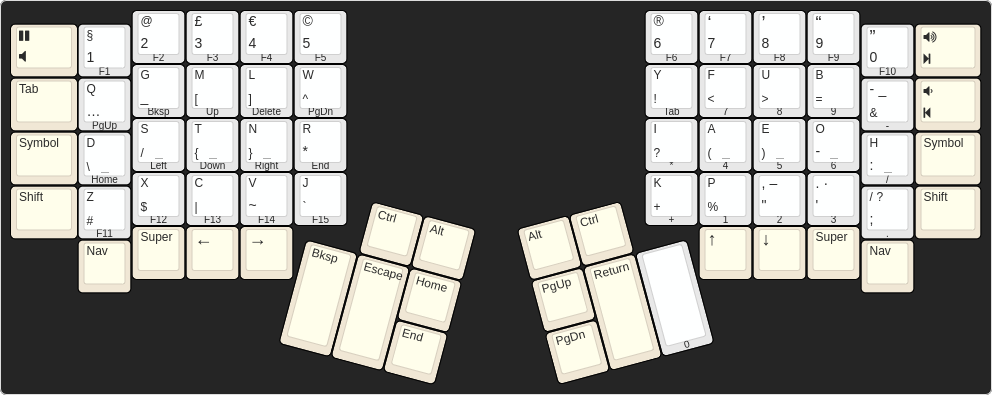 § @ £ € © ® ‘ ’ “ ”
1 2 3 4 5 6 7 8 9 0
F1 F2 F3 F4 F5 F6 F7 F8 F9 F10
Tab Q G M L W Y F U B - _
… _ [ ] ^ ! < > = &
PgUp Bksp Up Delete PgDn Tab 7 8 9 -
Symbol D S T N R I A E O H Symbol
\ _ / _ { _ } _ * ? ( _ ) _ - _ : _
Home Left Down Right End * 4 5 6 /
Shift Z X C V J K P , – . · / ? Shift
# $ | ~ ` + % " ' ;
F11 F12 F13 F14 F15 + 1 2 3 .
Nav Super ← → ↑ ↓ Super Nav
Ctrl Alt Alt Ctrl
Bksp Escape Home PgUp Return
End PgDn 0